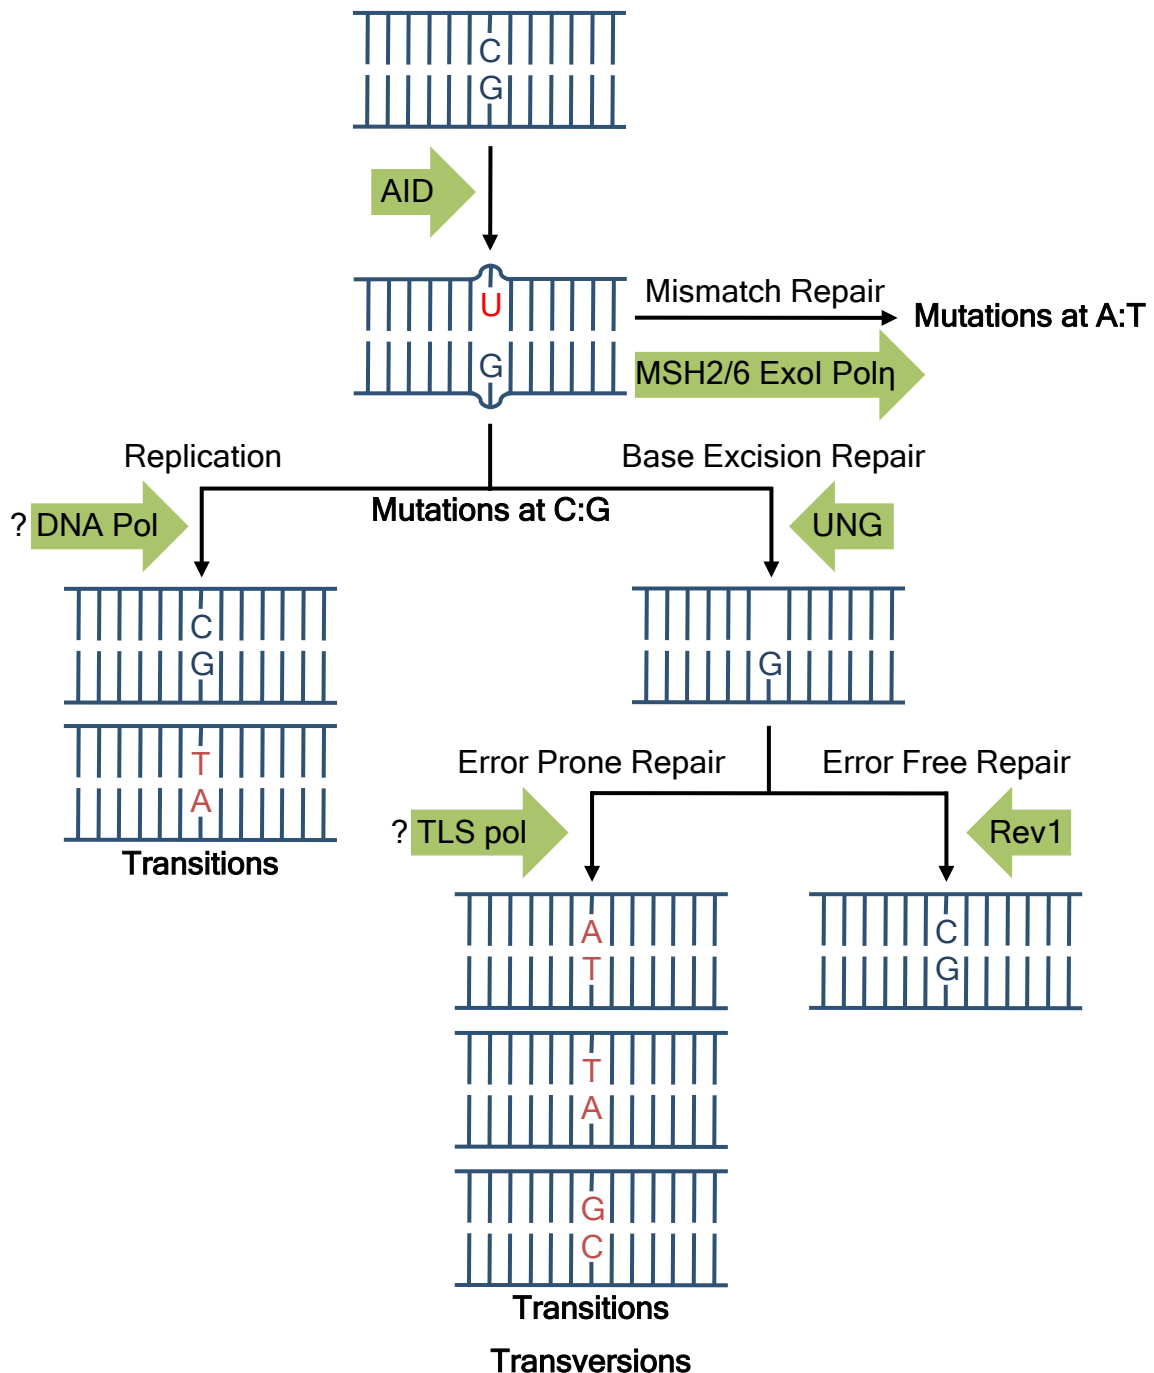 C
G
AID
U
G
Mismatch Repair
Mutations at A:T
MSH2/6 ExoI Polη
Replication
Base Excision Repair
Mutations at C:G
? DNA Pol
UNG
C
G
T
A
Transitions
G
Error Prone Repair
Error Free Repair
? TLS pol
Rev1
A
T
T
A
G
C
Transitions
Transversions
C
G